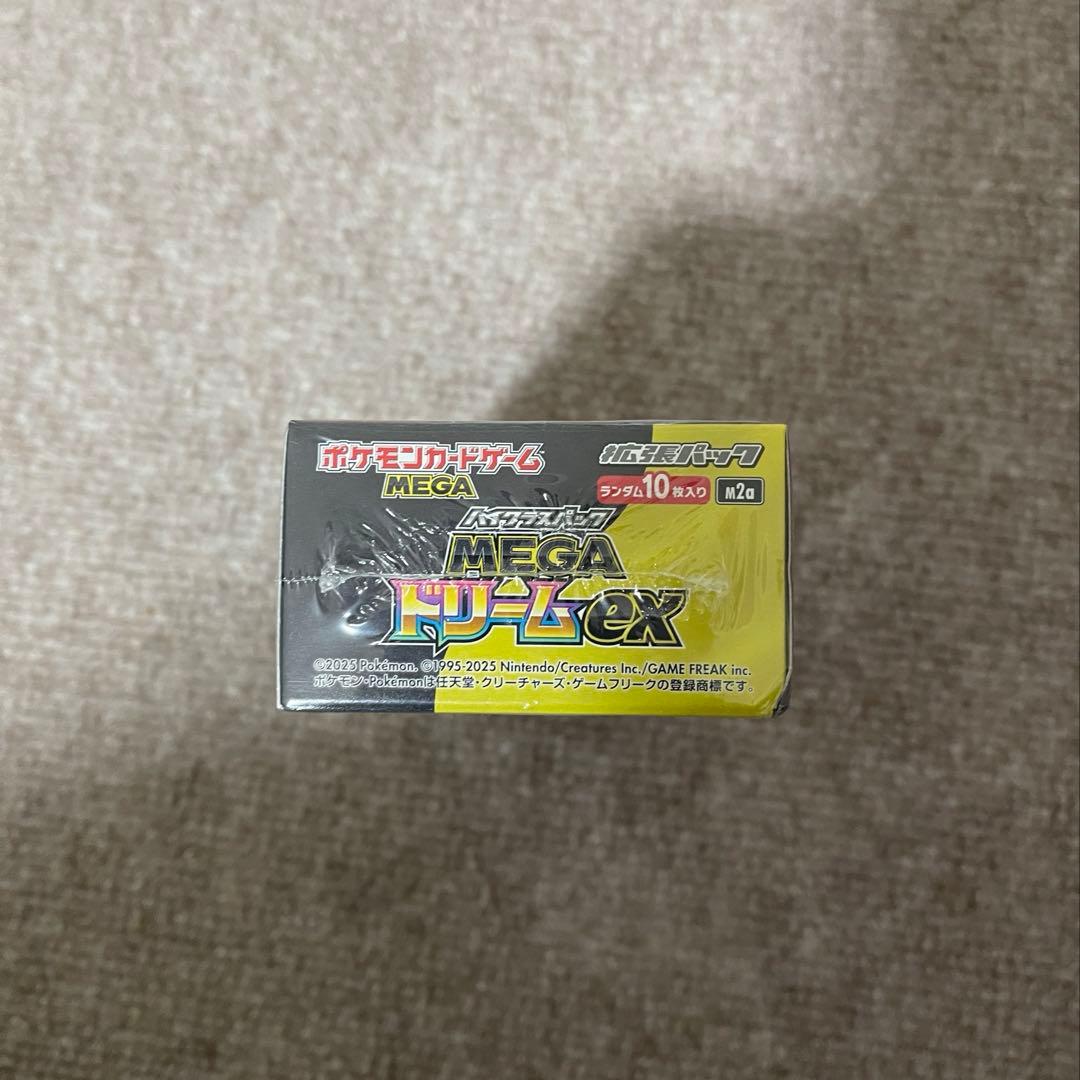 ポケモンカードゲーム
MEGA
拡張パック
ランダム10枚入り M2a
ハイクラスパック
MEGA
ドリームex
©2025 Pokémon. ©1995-2025 Nintendo/Creatures Inc./GAME FREAK inc.
ポケモン・Pokémonは任天堂・クリーチャーズ・ゲームフリークの登録商標です。